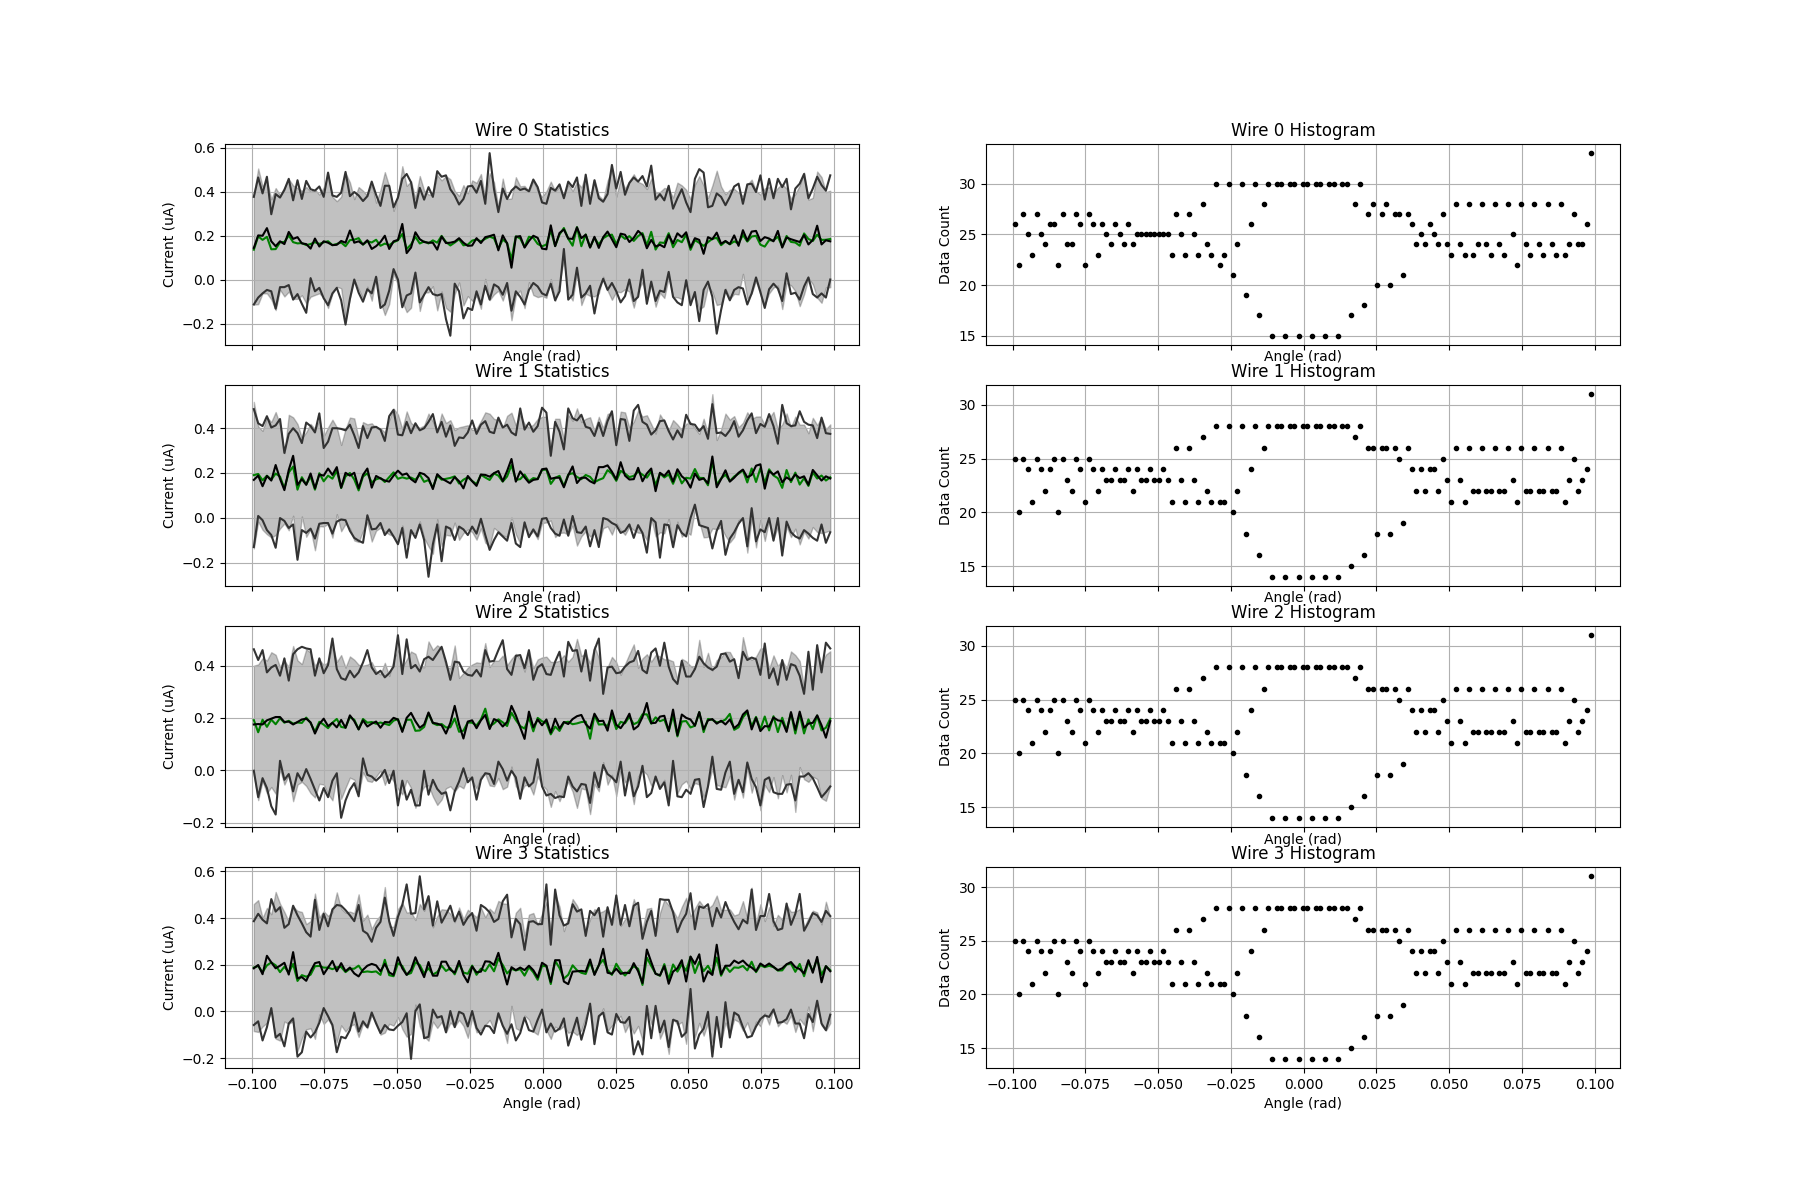 Wire 0 Statistics
0.6
0.4
0.2
0.0
−0.2
Current (uA)
Angle (rad)
Wire 0 Histogram
30
25
20
15
Data Count
Angle (rad)
Wire 1 Statistics
0.4
0.2
0.0
−0.2
Current (uA)
Angle (rad)
Wire 1 Histogram
30
25
20
15
Data Count
Angle (rad)
Wire 2 Statistics
0.4
0.2
0.0
−0.2
Current (uA)
Angle (rad)
Wire 2 Histogram
30
25
20
15
Data Count
Angle (rad)
Wire 3 Statistics
0.6
0.4
0.2
0.0
−0.2
Current (uA)
−0.100 −0.075 −0.050 −0.025 0.000 0.025 0.050 0.075 0.100
Angle (rad)
Wire 3 Histogram
30
25
20
15
Data Count
−0.100 −0.075 −0.050 −0.025 0.000 0.025 0.050 0.075 0.100
Angle (rad)